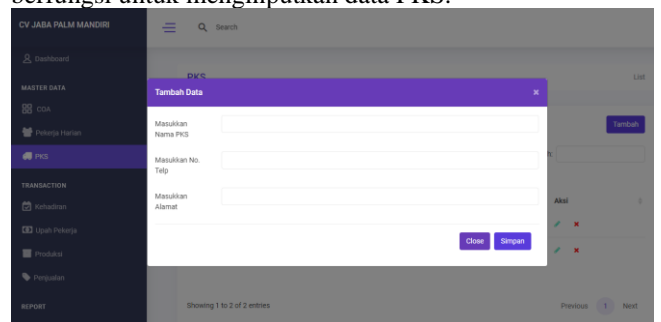 berfungsi untuk menginputkan data PKS.
CV JABA PALM MANDIRI
Search
Dashboard
MASTER DATA
COA
Pekerja Harian
PKS
TRANSACTION
Kehadiran
Upah Pekerja
Produksi
Penjualan
REPORT
PKS
List
Tambah Data
×
Masukkan
Nama PKS
Masukkan No.
Telp
Masukkan
Alamat
Close
Simpan
Tambah
h:
Aksi
Showing 1 to 2 of 2 entries
Previous 1 Next